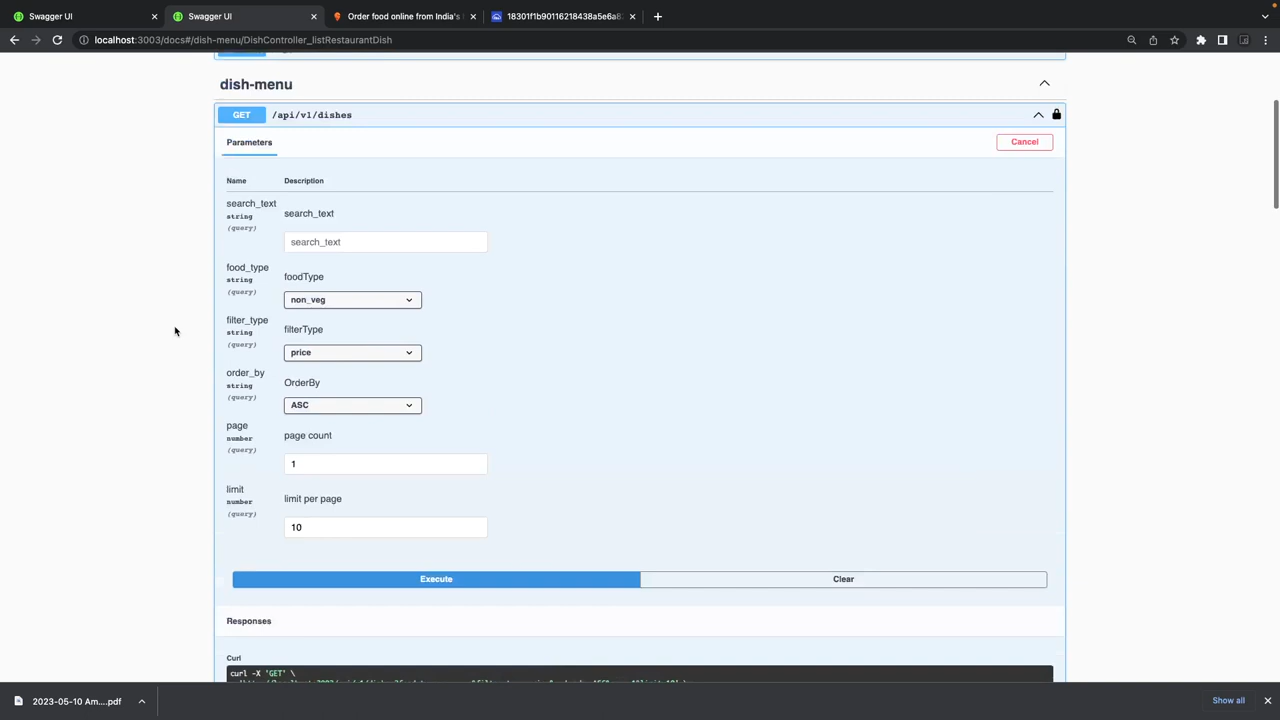 Swagger UI
Swagger UI
Order food online from India's
18301f1b90116218438a5e6a8
localhost:3003/docs#/dish-menu/DishController_listRestaurantDish
dish-menu
GET /api/v1/dishes
Parameters
Cancel
Name Description
search_text
string
(query)
search_text
search_text
food_type
string
(query)
foodType
non_veg
filter_type
string
(query)
filterType
price
order_by
string
(query)
OrderBy
ASC
page
number
(query)
page count
1
limit
number
(query)
limit per page
10
Execute
Clear
Responses
Curl
curl -X 'GET' \
2023-05-10 Am....pdf
Show all